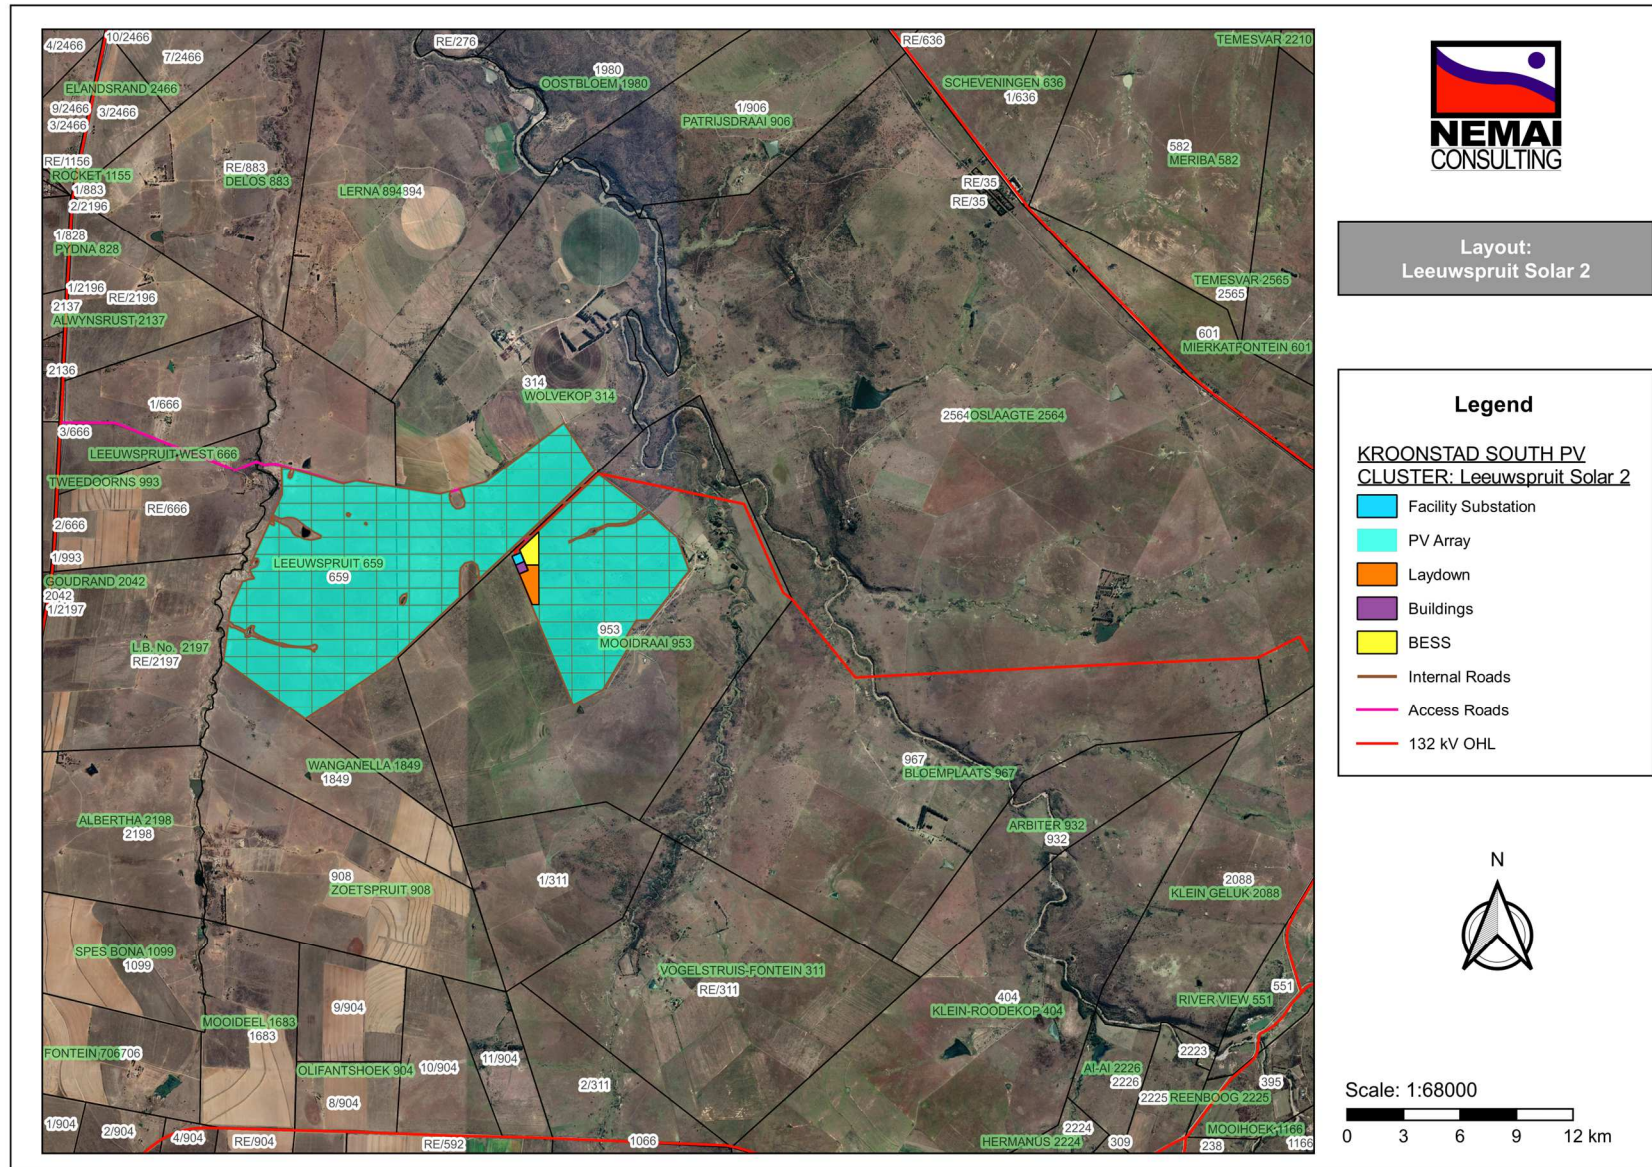 4/2466
10/2466
7/2466
ELANDSRAND 2466
9/2466
3/2466
3/2466
RE/1156
ROCKET 1155
1/883
2/2196
RE/883
DELOS 883
1/828
PYDNA 828
1/2196
RE/2196
2137
ALWYNSRUST 2137
2136
1/666
3/666
LEEUWSPRUIT-WEST 666
TWEEDOORNS 993
RE/666
2/666
1/993
GOUDRAND 2042
2042
1/2197
L.B. No. 2197
RE/2197
RE/276
1980
OOSTBLOEM 1980
LERNA 894894
314
WOLVEKOP 314
1/906
PATRIJSDRAAI 906
RE/636
SCHEVENINGEN 636
1/636
TEMESVAR 2210
582
MERIBA 582
RE/35
RE/35
TEMESVAR 2565
2565
601
MIERKATFONTEIN 601
2564OSLAAGTE 2564
LEEUWSPRUIT 659
659
953
MOOIDRAAI 953
WANGANELLA 1849
1849
ALBERTHA 2198
2198
908
ZOETSPRUIT 908
1/311
967
BLOEMPLAATS 967
ARBITER 932
932
2088
KLEIN GELUK 2088
SPES BONA 1099
1099
9/904
MOOIDEEL 1683
1683
FONTEIN 706706
OLIFANTSHOEK 904
10/904
11/904
8/904
VOGELSTRUIS-FONTEIN 311
RE/311
2/311
404
KLEIN-ROODEKOP 404
551
RIVER VIEW 551
2223
AI-AI 2226
2226
395
2225
REENBOOG 2225
1/904
2/904
4/904
RE/904
RE/592
1066
2224
HERMANUS 2224
309
MOOIHOEK 1166
238
1166
NEMAI
CONSULTING
Layout:
Leeuwspruit Solar 2
Legend
KROONSTAD SOUTH PV
CLUSTER: Leeuwspruit Solar 2
Facility Substation
PV Array
Laydown
Buildings
BESS
Internal Roads
Access Roads
132 kV OHL
N
Scale: 1:68000
0 3 6 9 12 km